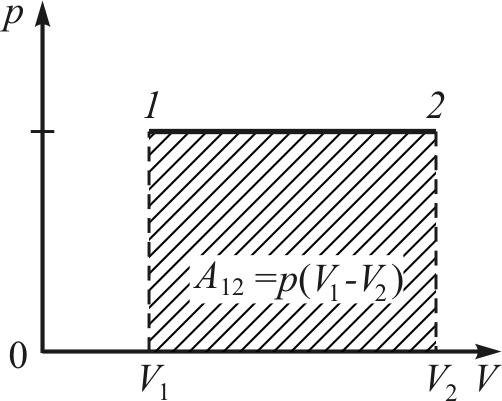 p
1 2
A₁₂ =p(V₁-V₂)
0
V₁ V₂ V